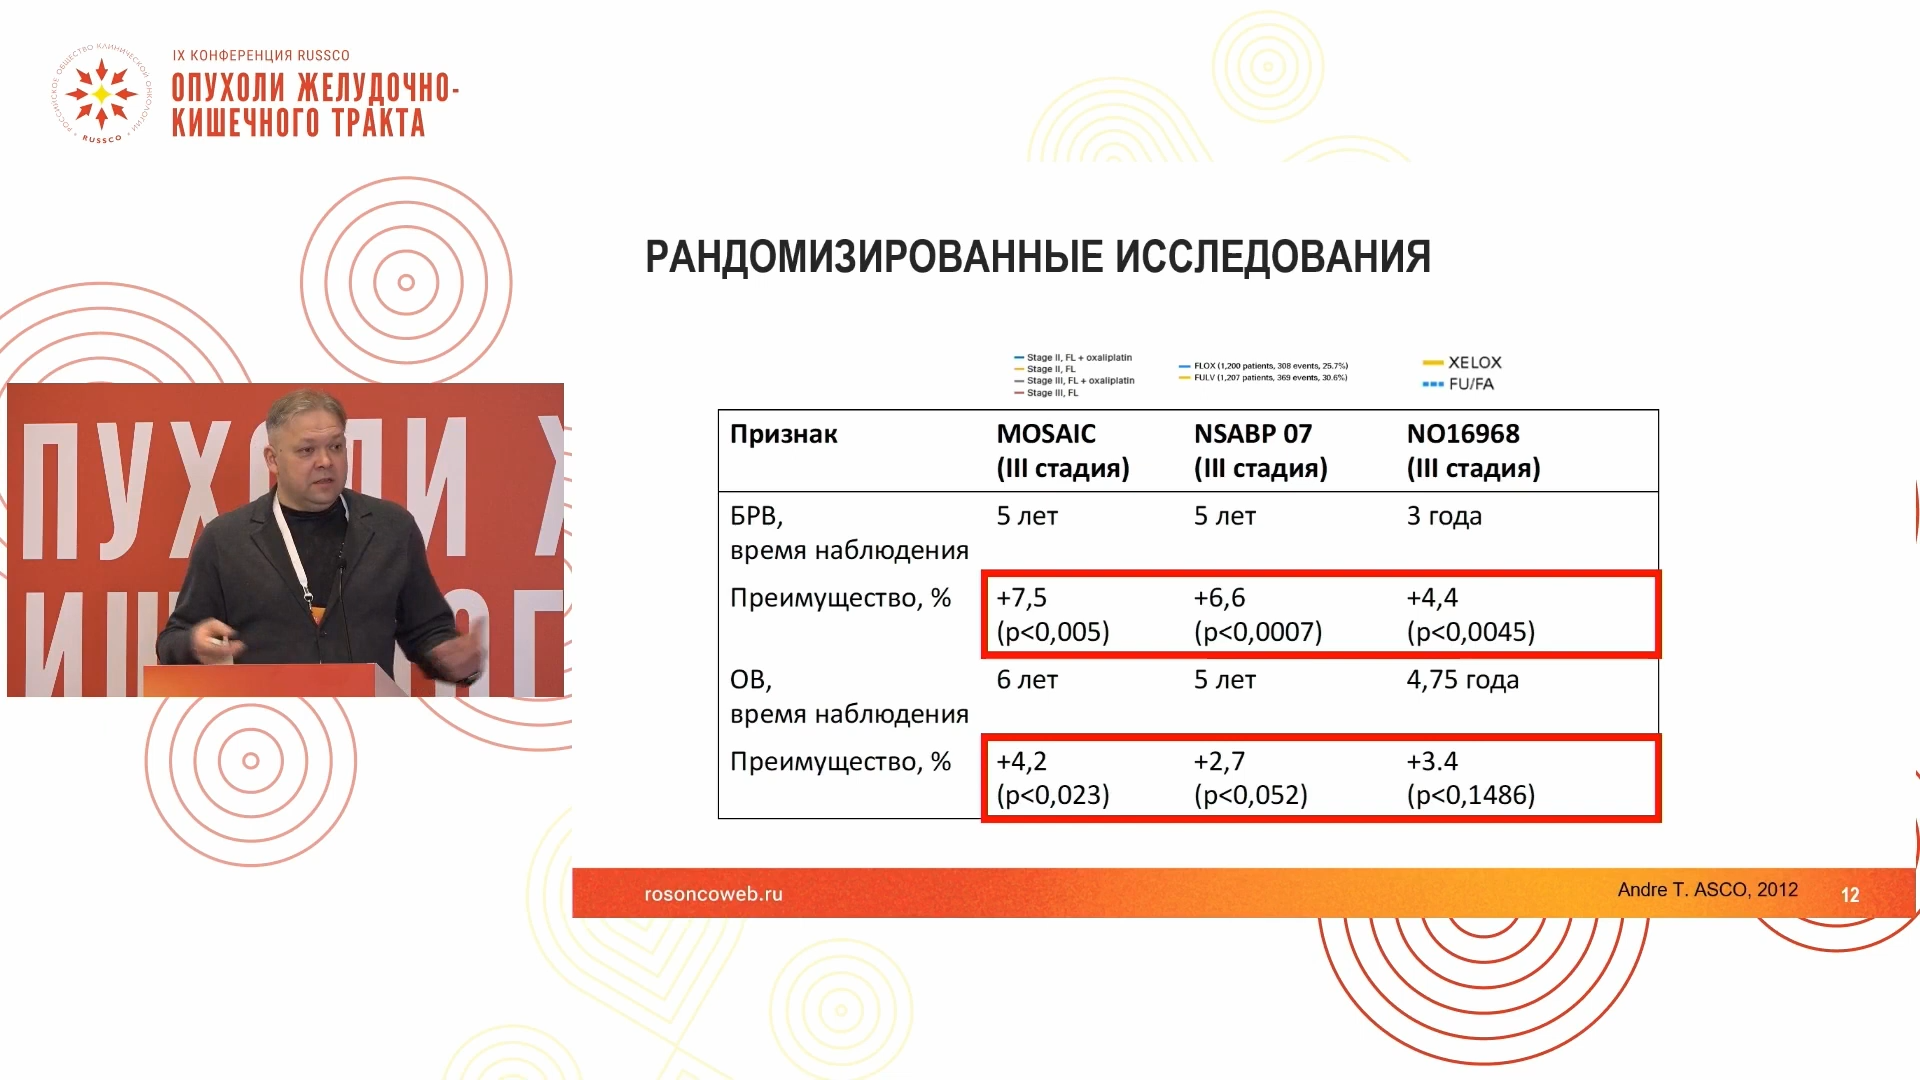 IX КОНФЕРЕНЦИЯ RUSSCO
ОПУХОЛИ ЖЕЛУДОЧНО-
КИШЕЧНОГО ТРАКТА
РОССИЙСКОЕ ОБЩЕСТВО КЛИНИЧЕСКОЙ ОНКОЛОГИИ
RUSSCO
РАНДОМИЗИРОВАННЫЕ ИССЛЕДОВАНИЯ
Stage II, FL + oxaliplatin
Stage II, FL
Stage III, FL + oxaliplatin
Stage III, FL
FLOX (1,200 patients, 308 events, 25.7%)
FULV (1,207 patients, 369 events, 30.6%)
XELOX
FU/FA
Признак MOSAIC NSABP 07 NO16968
(III стадия) (III стадия) (III стадия)
БРВ, 5 лет 5 лет 3 года
время наблюдения
Преимущество, % +7,5 +6,6 +4,4
(p<0,005) (p<0,0007) (p<0,0045)
ОВ, 6 лет 5 лет 4,75 года
время наблюдения
Преимущество, % +4,2 +2,7 +3.4
(p<0,023) (p<0,052) (p<0,1486)
rosoncoweb.ru
Andre T. ASCO, 2012
12